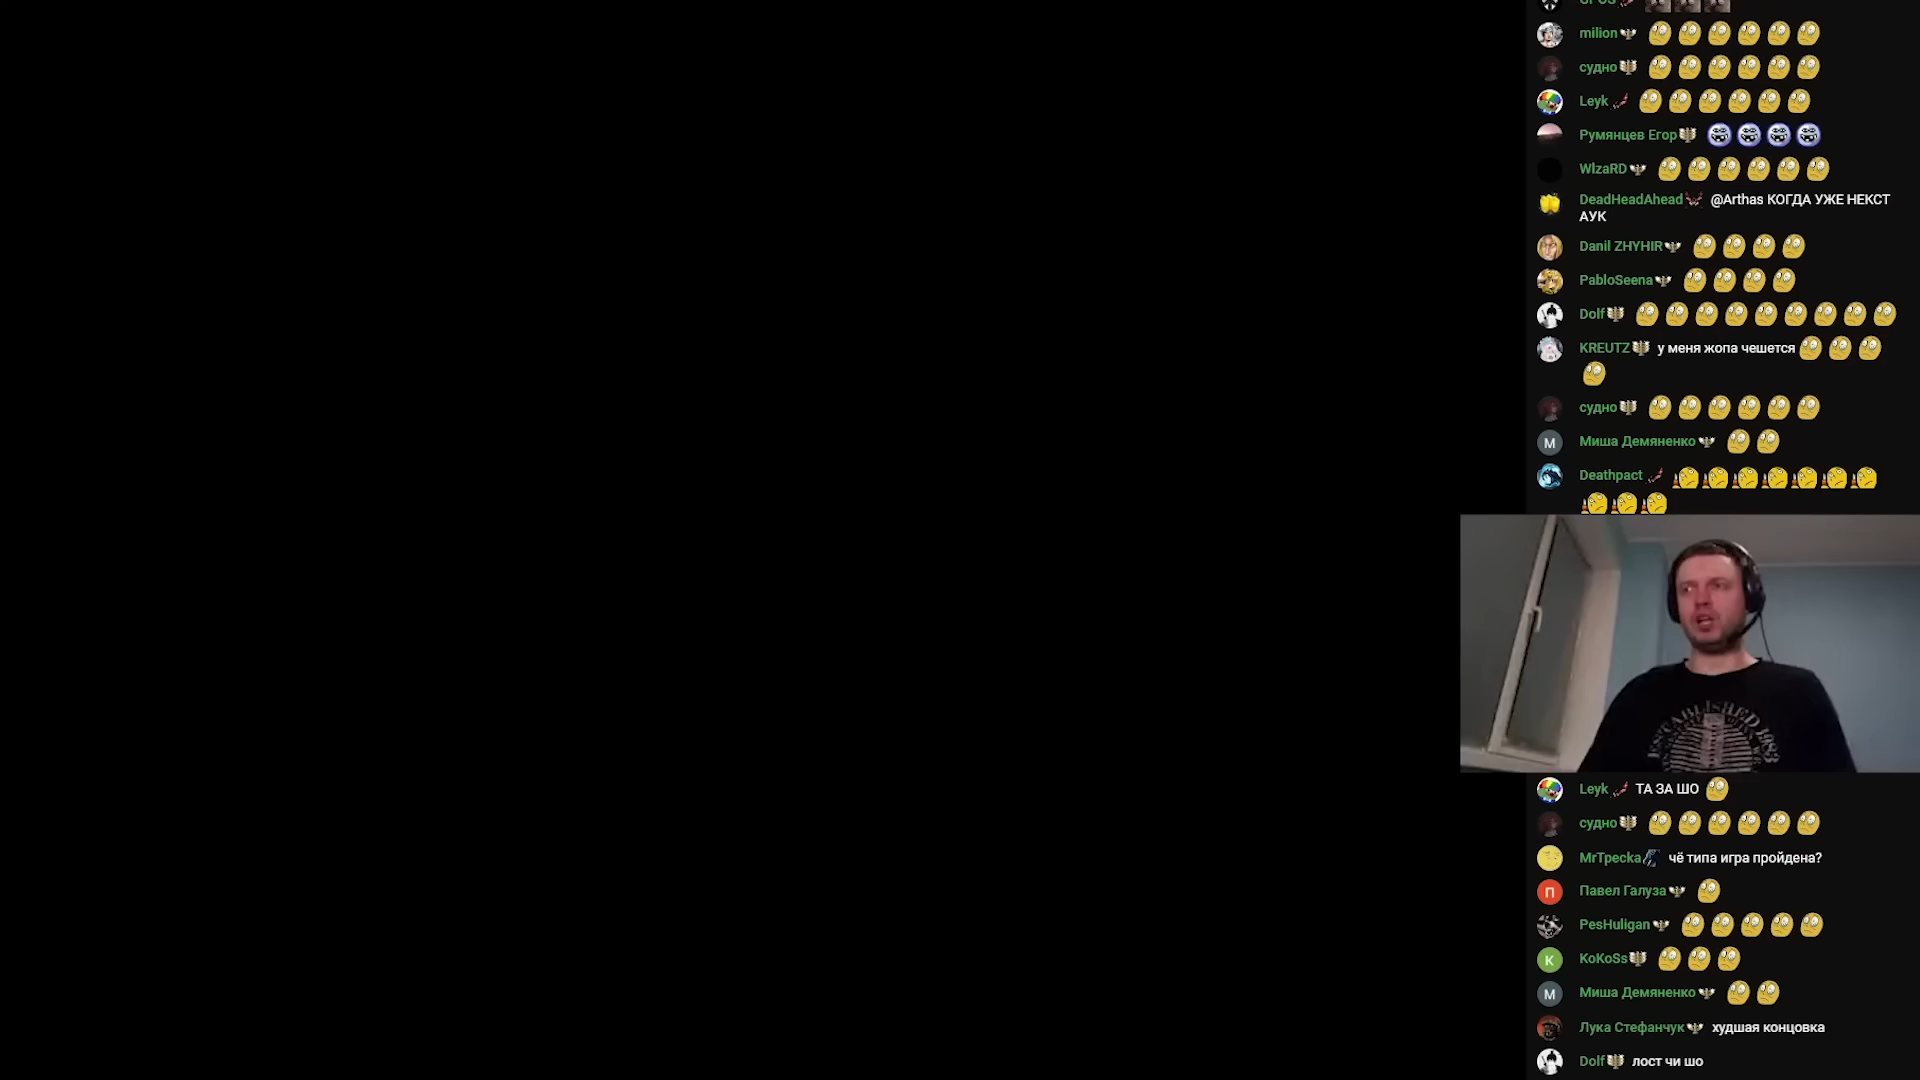 milion
судно
Leyk
Румянцев Егор
WlzaRD
DeadHeadAhead @Arthas КОГДА УЖЕ НЕКСТ
АУК
Danil ZHYHIR
PabloSeena
Dolf
KREUTZ у меня жопа чешется
судно
М Миша Демяненко
Deathpact
ESTABLISHED 1983
Leyk ТА ЗА ШО
судно
MrТреска чё типа игра пройдена?
П Павел Галуза
PesHuligan
K KoKoSs
М Миша Демяненко
Лука Стефанчук худшая концовка
Dolf лост чи шо